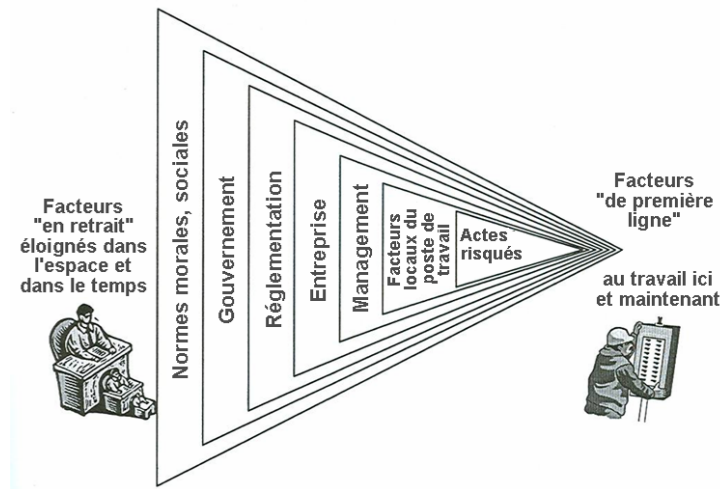 Facteurs
"en retrait"
éloignés dans
l'espace et
dans le temps
Normes morales, sociales
Gouvernement
Réglementation
Entreprise
Management
Facteurs
locaux du
poste de
travail
Actes
risqués
Facteurs
"de première
ligne"
au travail ici
et maintenant